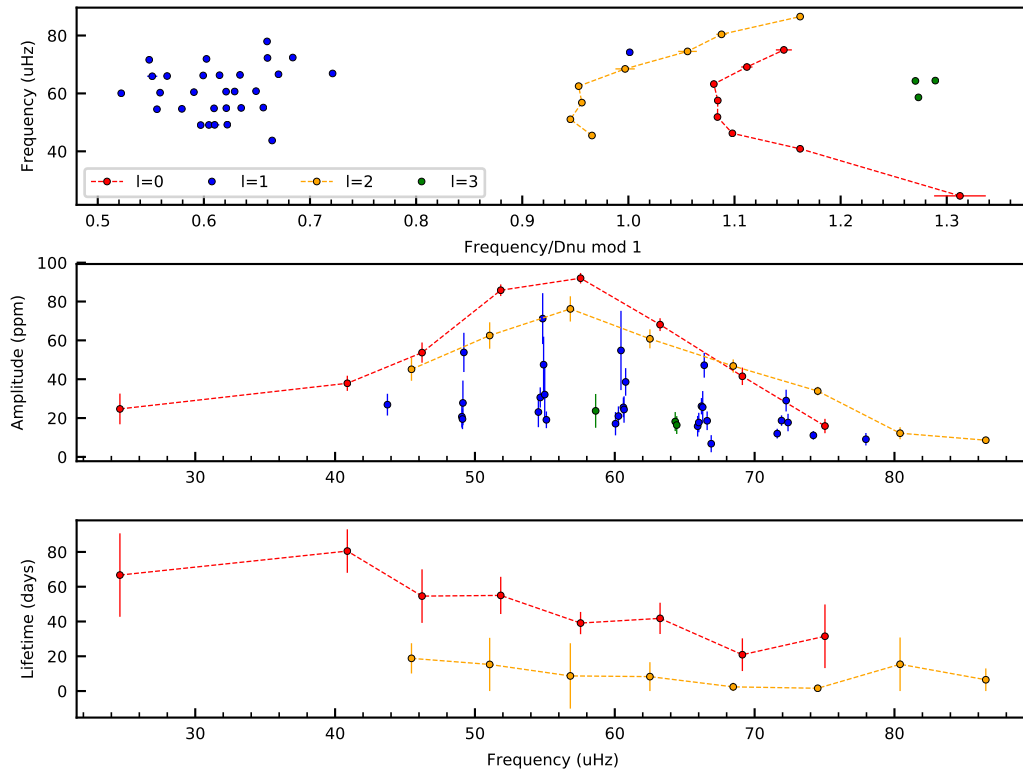 Frequency (uHz)
80
60
40
l=0 l=1 l=2 l=3
0.5 0.6 0.7 0.8 0.9 1.0 1.1 1.2 1.3
Frequency/Dnu mod 1
Amplitude (ppm)
100
80
60
40
20
0
30 40 50 60 70 80
Lifetime (days)
80
60
40
20
0
30 40 50 60 70 80
Frequency (uHz)